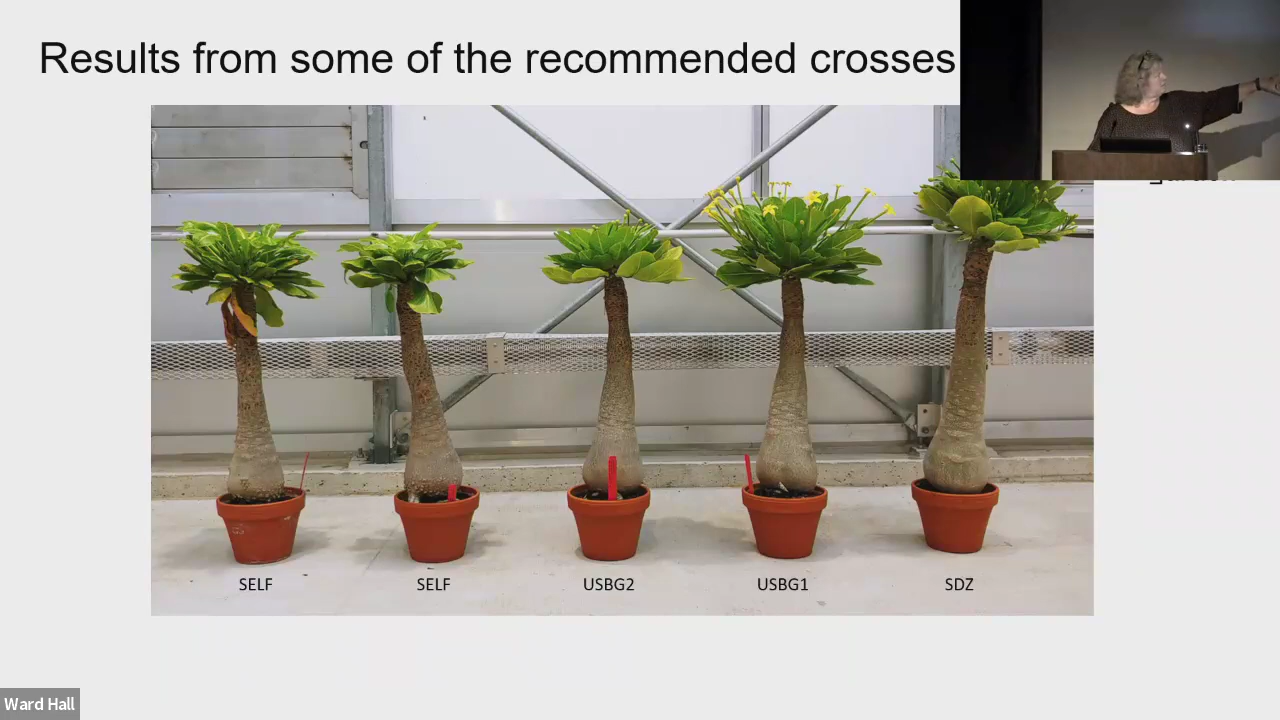 Results from some of the recommended crosses
SELF
SELF
USBG2
USBG1
SDZ
Ward Hall